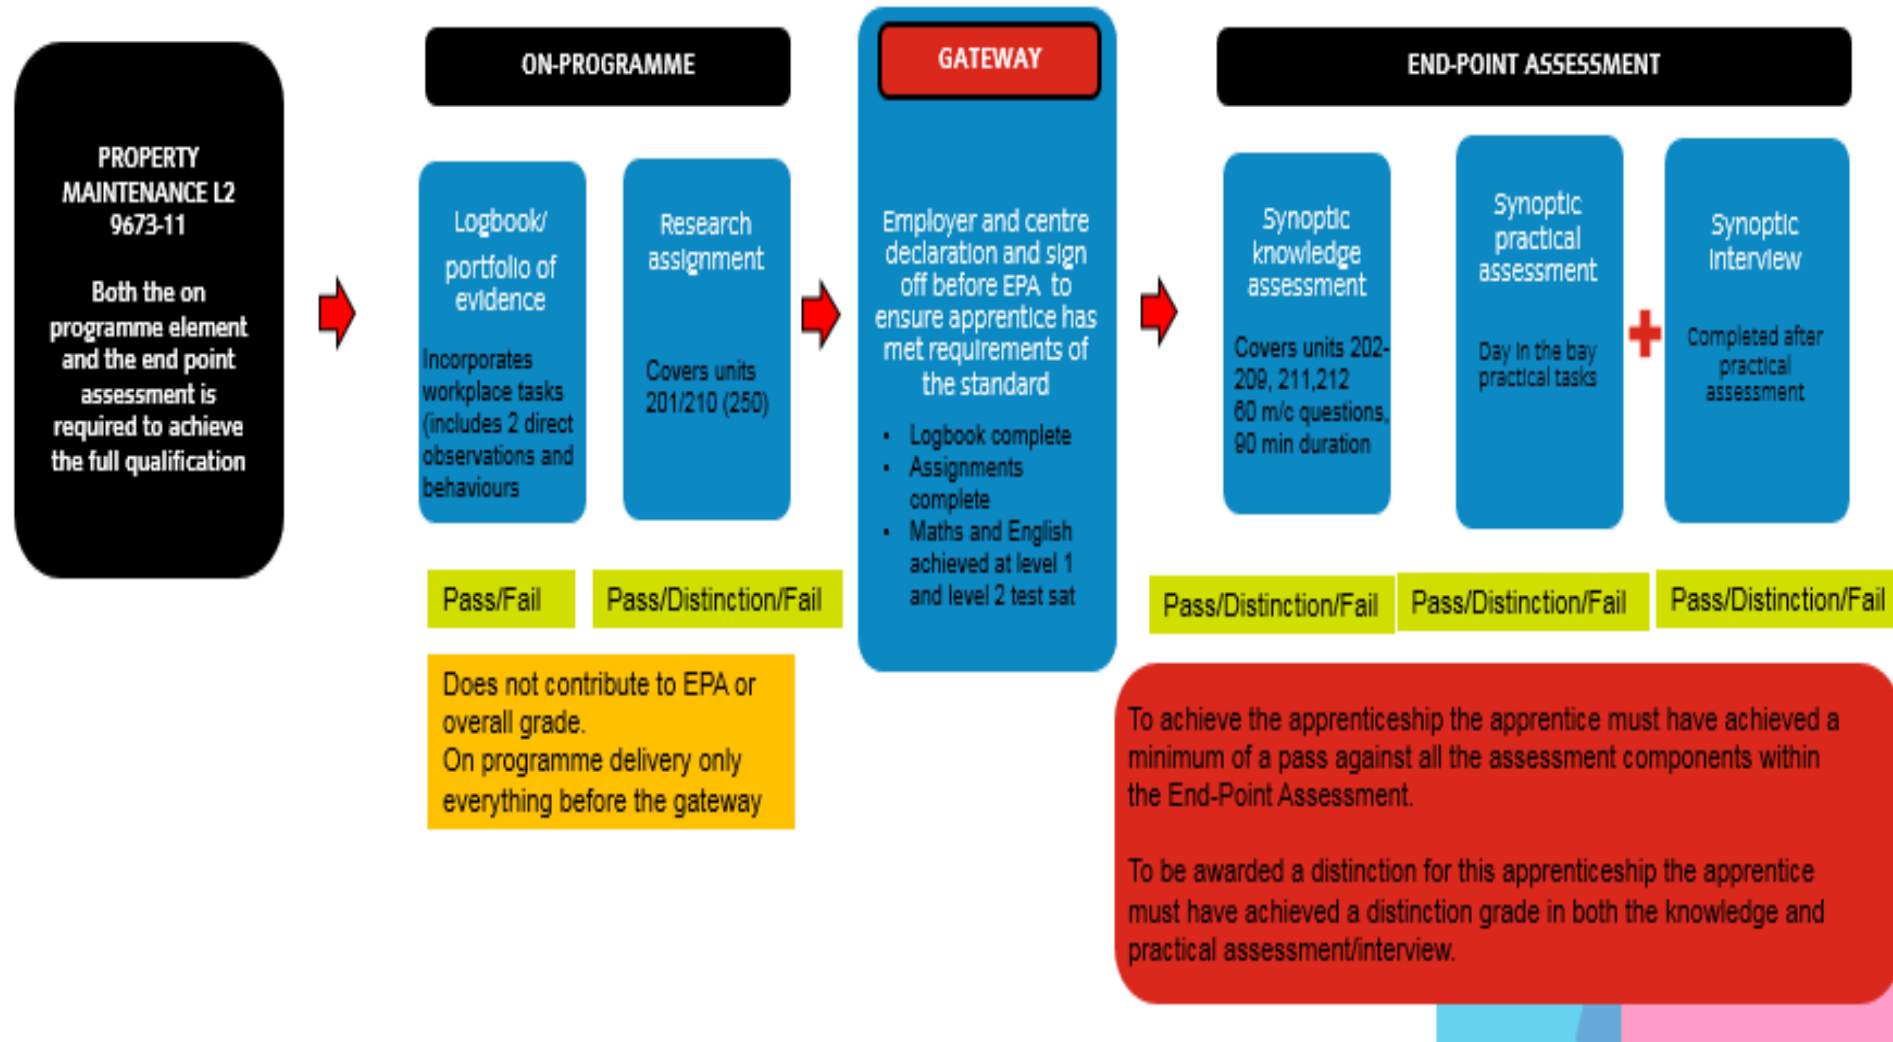 PROPERTY
MAINTENANCE L2
9673-11
Both the on
programme element
and the end point
assessment is
required to achieve
the full qualification
ON-PROGRAMME
Logbook/
portfolio of
evidence
Incorporates
workplace tasks
(includes 2 direct
observations and
behaviours
Research
assignment
Covers units
201/210 (250)
Pass/Fail
Pass/Distinction/Fail
Does not contribute to EPA or
overall grade.
On programme delivery only
everything before the gateway
GATEWAY
Employer and centre
declaration and sign
off before EPA to
ensure apprentice has
met requirements of
the standard
• Logbook complete
• Assignments
complete
• Maths and English
achieved at level 1
and level 2 test sat
END-POINT ASSESSMENT
Synoptic
knowledge
assessment
Covers units 202-
209, 211,212
60 m/c questions,
90 min duration
Synoptic
practical
assessment
Day in the bay
practical tasks
Synoptic
interview
Completed after
practical
assessment
Pass/Distinction/Fail
Pass/Distinction/Fail
Pass/Distinction/Fail
To achieve the apprenticeship the apprentice must have achieved a
minimum of a pass against all the assessment components within
the End-Point Assessment.
To be awarded a distinction for this apprenticeship the apprentice
must have achieved a distinction grade in both the knowledge and
practical assessment/interview.